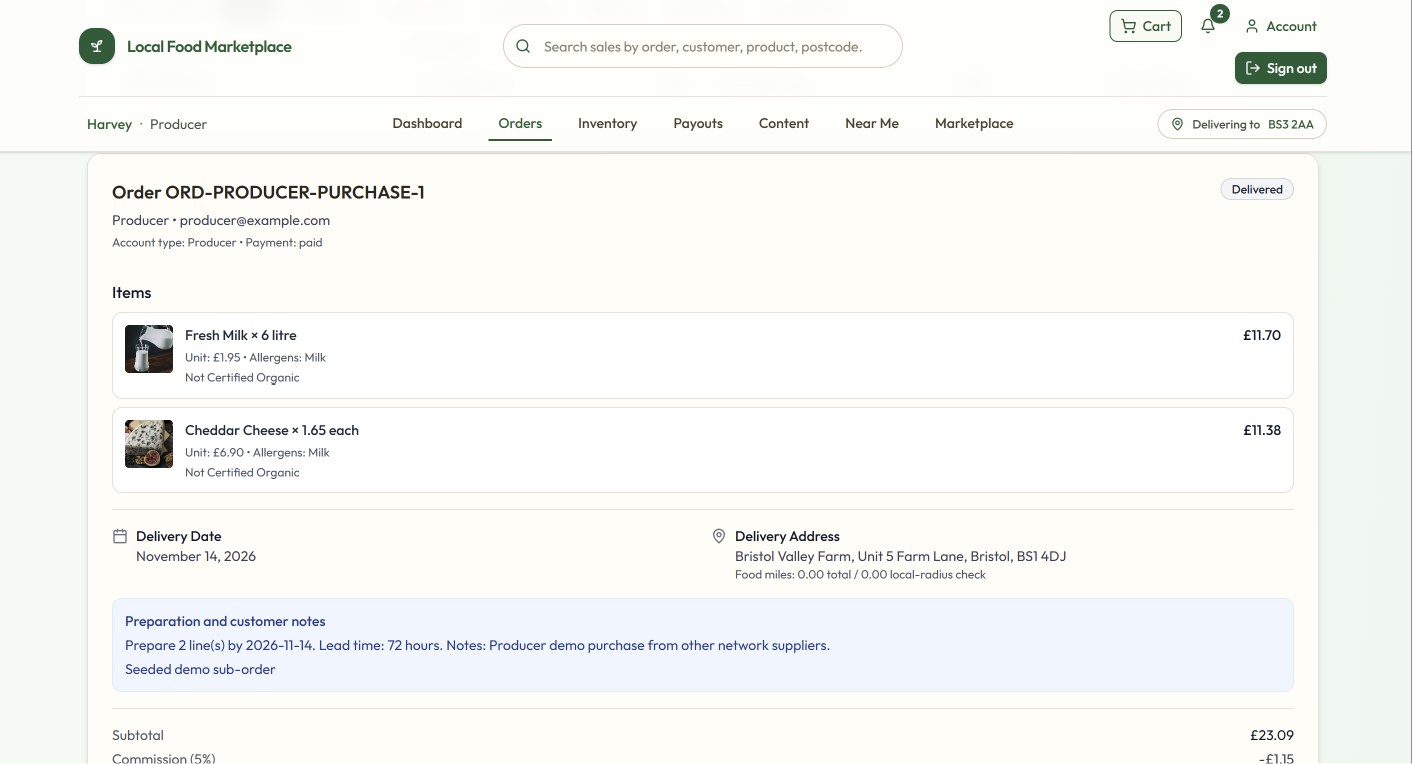 Local Food Marketplace
Search sales by order, customer, product, postcode.
Cart
2
Account
Sign out
Harvey · Producer
Dashboard
Orders
Inventory
Payouts
Content
Near Me
Marketplace
Delivering to BS3 2AA
Order ORD-PRODUCER-PURCHASE-1
Delivered
Producer • producer@example.com
Account type: Producer • Payment: paid
Items
Fresh Milk × 6 litre
£11.70
Unit: £1.95 • Allergens: Milk
Not Certified Organic
Cheddar Cheese × 1.65 each
£11.38
Unit: £6.90 • Allergens: Milk
Not Certified Organic
Delivery Date
November 14, 2026
Delivery Address
Bristol Valley Farm, Unit 5 Farm Lane, Bristol, BS1 4DJ
Food miles: 0.00 total / 0.00 local-radius check
Preparation and customer notes
Prepare 2 line(s) by 2026-11-14. Lead time: 72 hours. Notes: Producer demo purchase from other network suppliers.
Seeded demo sub-order
Subtotal
£23.09
Commission (5%)
-£1.15